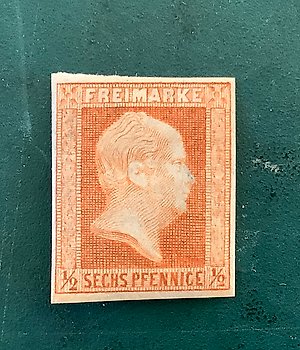 FREIMARKE
½ SECHS PFENNIGE ½